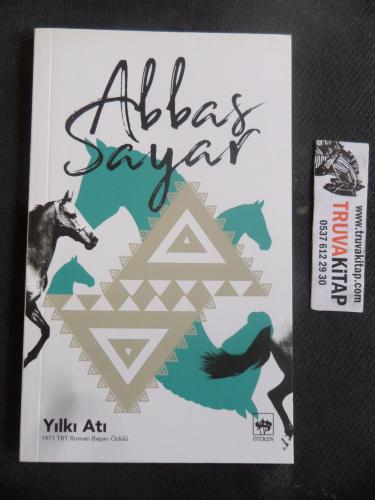 Abbas
Sayar
Yılkı Atı
1971 TRT Roman Başarı Ödülü
ÖTÜKEN
www.truvakitap.com
TRUVAKiTAP
0537 612 29 30